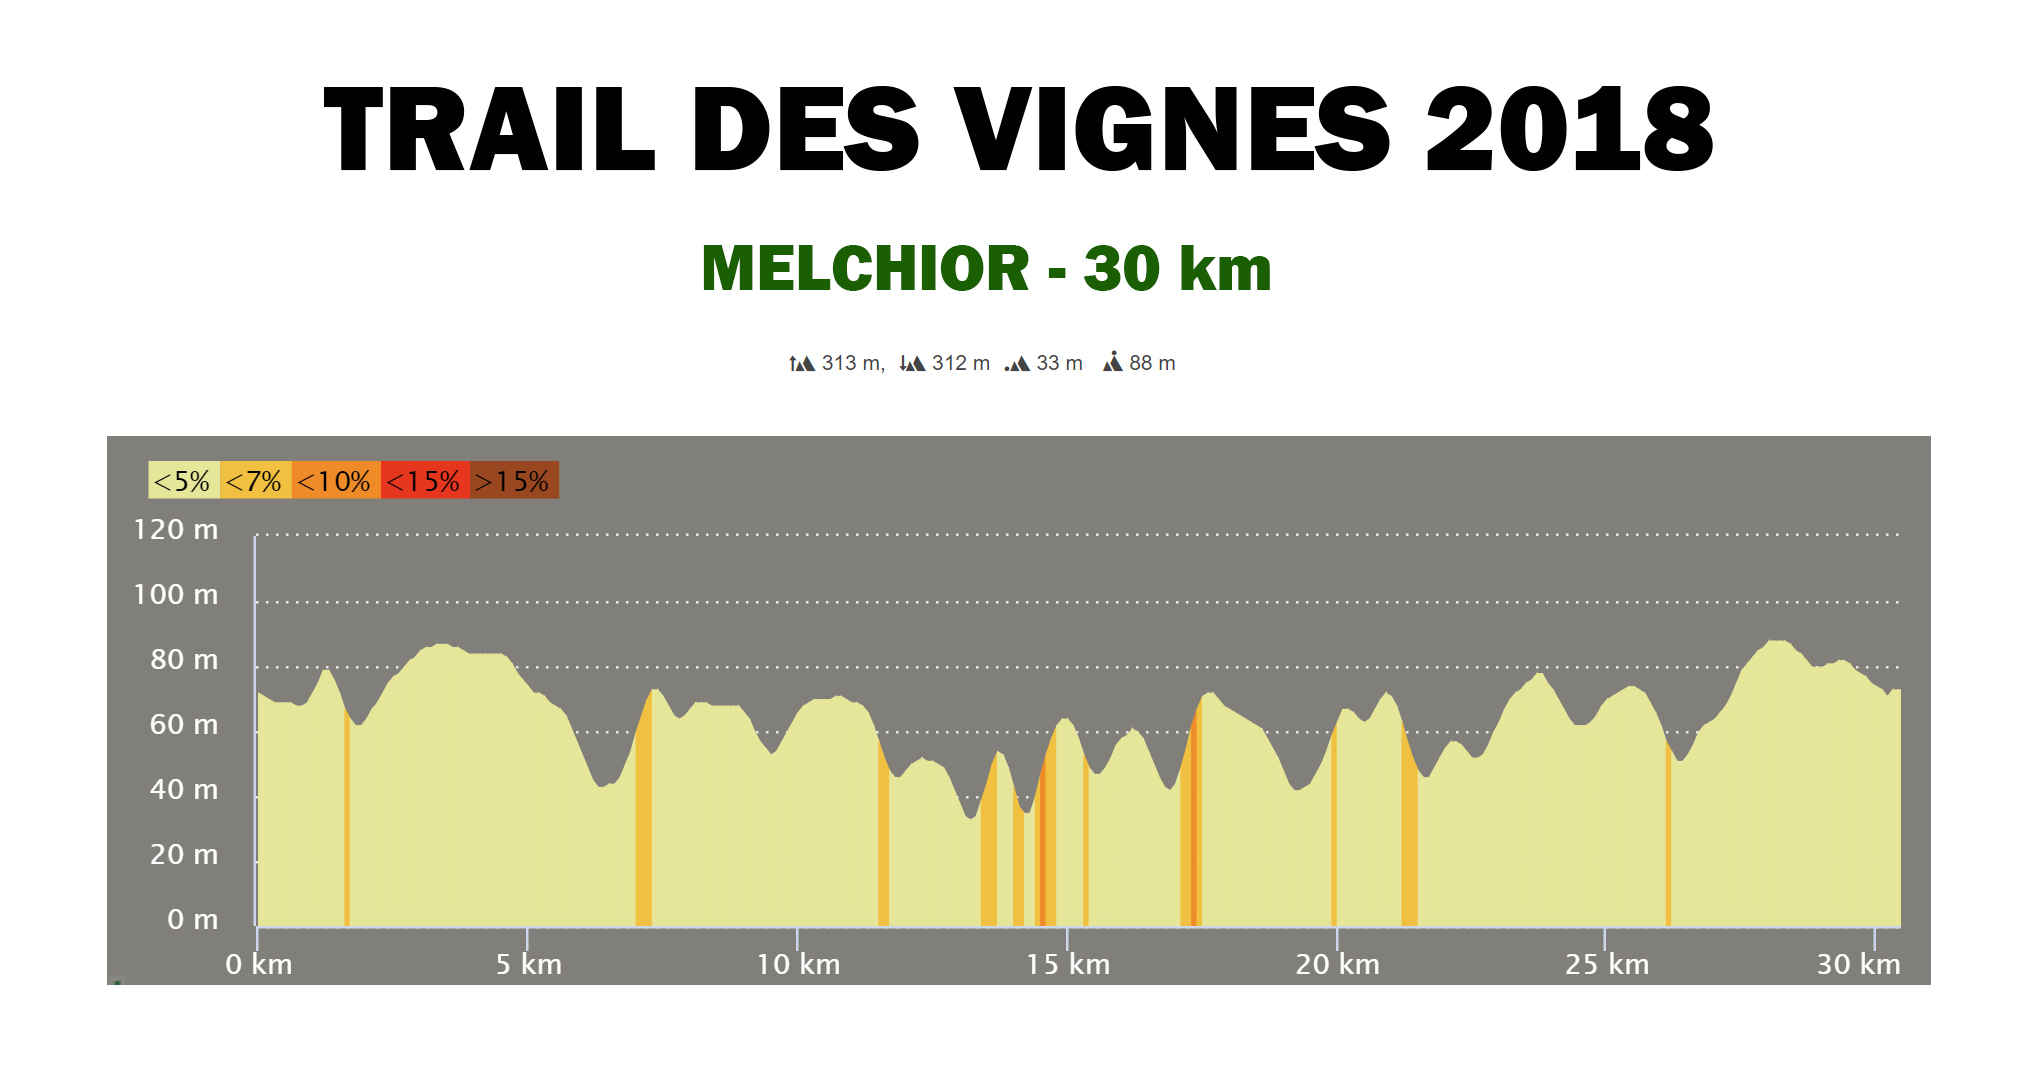 TRAIL DES VIGNES 2018
MELCHIOR - 30 km
313 m, 312 m 33 m 88 m
<5% <7% <10% <15% >15%
120 m
100 m
80 m
60 m
40 m
20 m
0 m
0 km 5 km 10 km 15 km 20 km 25 km 30 km